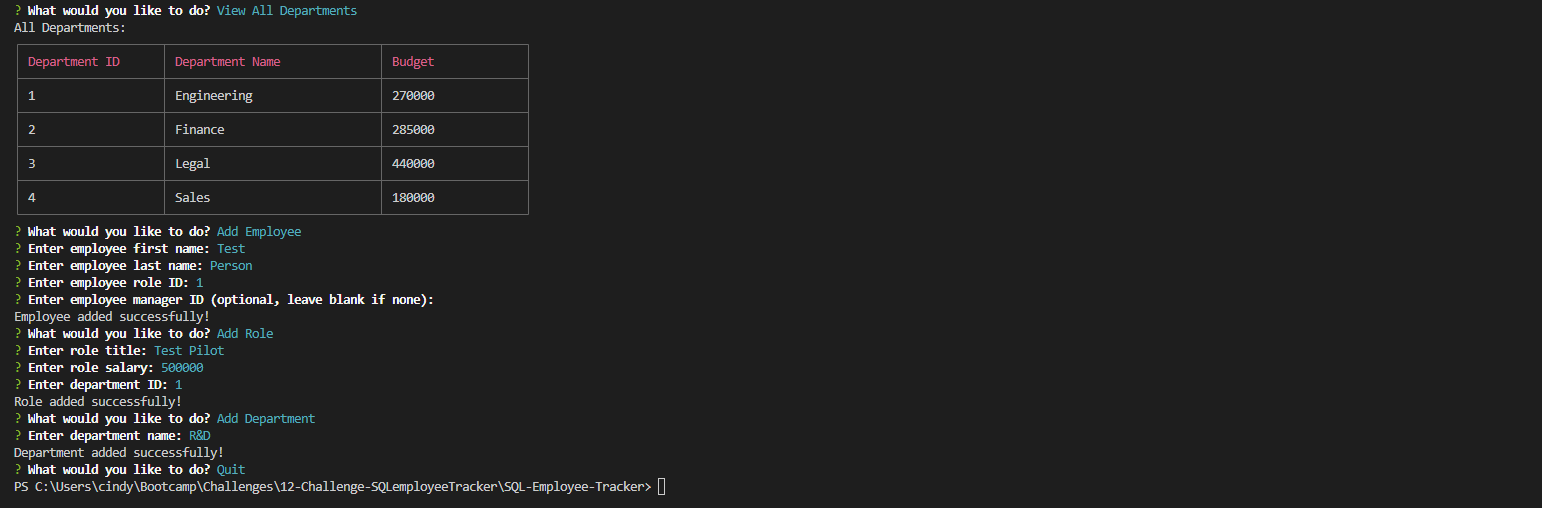 ? What would you like to do? View All Departments
All Departments:
Department ID Department Name Budget
1 Engineering 270000
2 Finance 285000
3 Legal 440000
4 Sales 180000
? What would you like to do? Add Employee
? Enter employee first name: Test
? Enter employee last name: Person
? Enter employee role ID: 1
? Enter employee manager ID (optional, leave blank if none):
Employee added successfully!
? What would you like to do? Add Role
? Enter role title: Test Pilot
? Enter role salary: 500000
? Enter department ID: 1
Role added successfully!
? What would you like to do? Add Department
? Enter department name: R&D
Department added successfully!
? What would you like to do? Quit
PS C:\Users\cindy\Bootcamp\Challenges\12-Challenge-SQLemployeeTracker\SQL-Employee-Tracker>